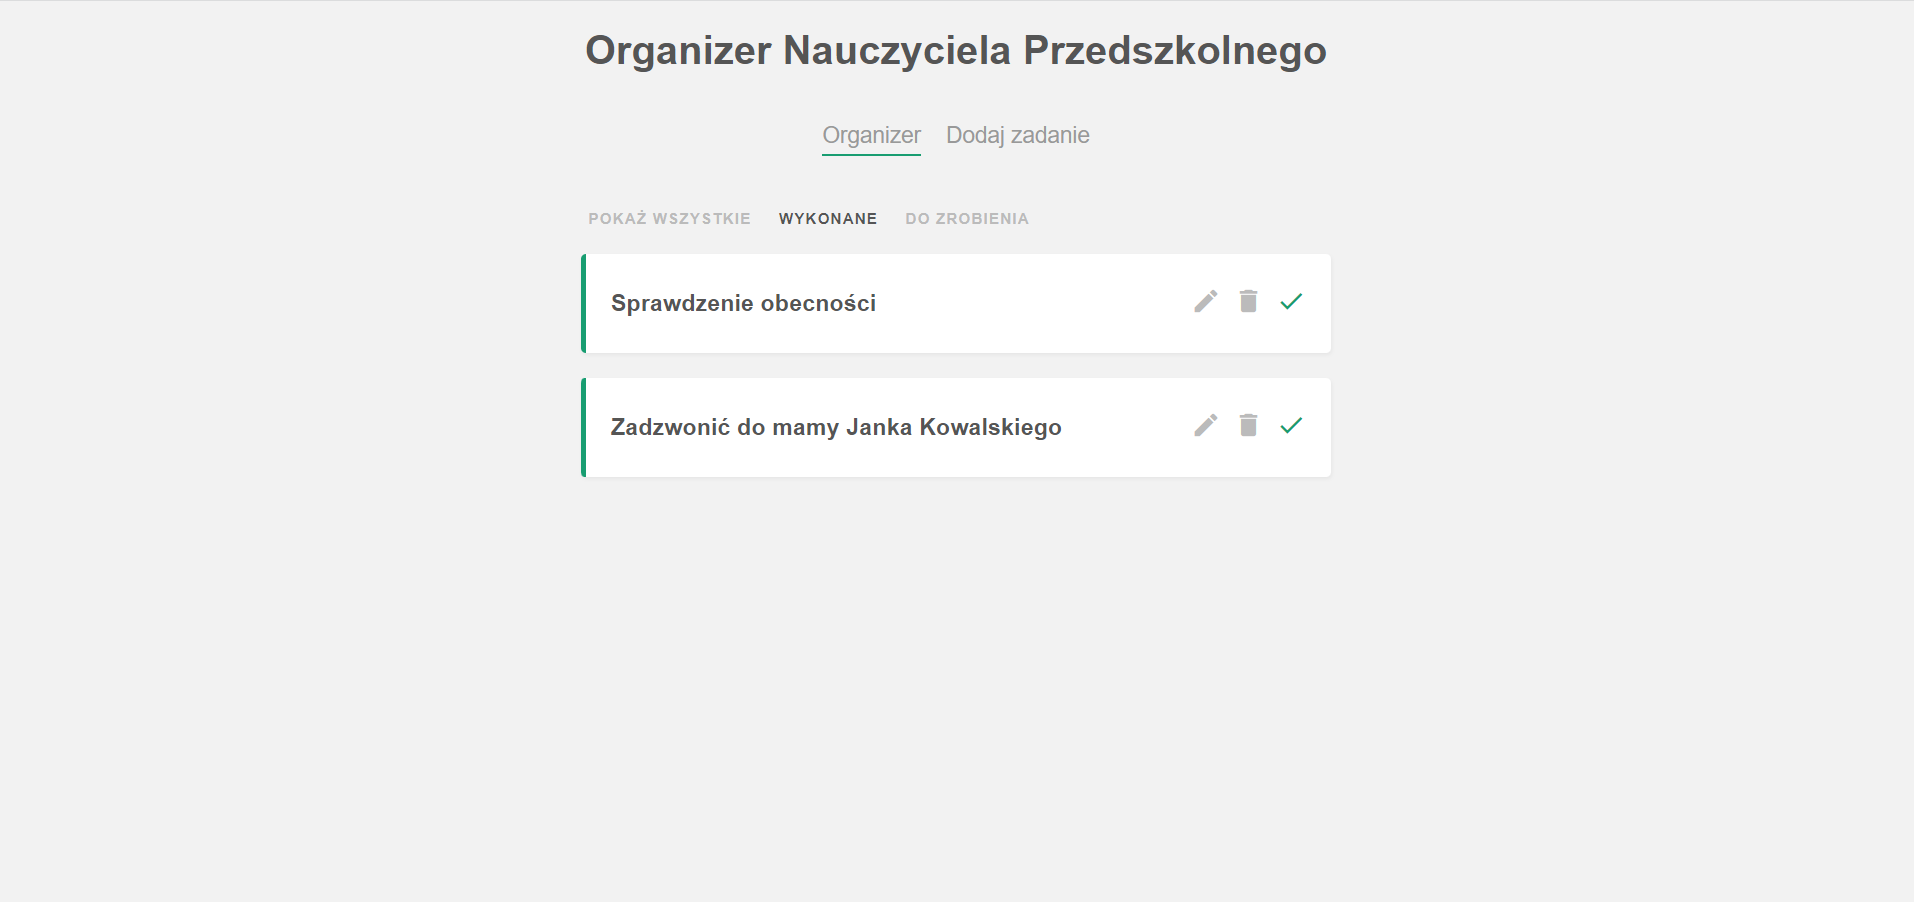 Organizer Nauczyciela Przedszkolnego
Organizer Dodaj zadanie
POKAŻ WSZYSTKIE WYKONANE DO ZROBIENIA
Sprawdzenie obecności
Zadzwonić do mamy Janka Kowalskiego